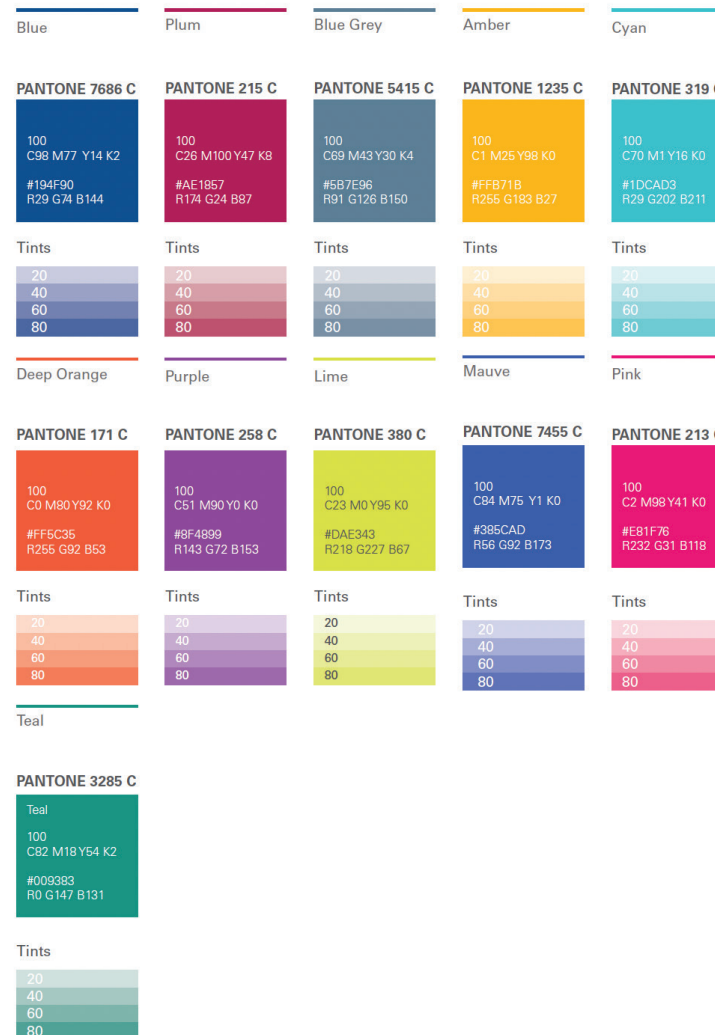 Blue
Plum
Blue Grey
Amber
Cyan
PANTONE 7686 C
PANTONE 215 C
PANTONE 5415 C
PANTONE 1235 C
PANTONE 319
100
C98 M77 Y14 K2
#194F90
R29 G74 B144
100
C26 M100 Y47 K8
#AE1857
R174 G24 B87
100
C69 M43 Y30 K4
#5B7E96
R91 G126 B150
100
C1 M25 Y98 K0
#FFB71B
R255 G183 B27
100
C70 M1 Y16 K0
#1DCAD3
R29 G202 B211
Tints
20
40
60
80
Tints
20
40
60
80
Tints
20
40
60
80
Tints
20
40
60
80
Tints
20
40
60
80
Deep Orange
Purple
Lime
Mauve
Pink
PANTONE 171 C
PANTONE 258 C
PANTONE 380 C
PANTONE 7455 C
PANTONE 213
100
C0 M80 Y92 K0
#FF5C35
R255 G92 B53
100
C51 M90 Y0 K0
#8F4899
R143 G72 B153
100
C23 M0 Y95 K0
#DAE343
R218 G227 B67
100
C84 M75 Y1 K0
#385CAD
R56 G92 B173
100
C2 M98 Y41 K0
#E81F76
R232 G31 B118
Tints
20
40
60
80
Tints
20
40
60
80
Tints
20
40
60
80
Tints
20
40
60
80
Tints
20
40
60
80
Teal
PANTONE 3285 C
Teal
100
C82 M18 Y54 K2
#009383
R0 G147 B131
Tints
20
40
60
80